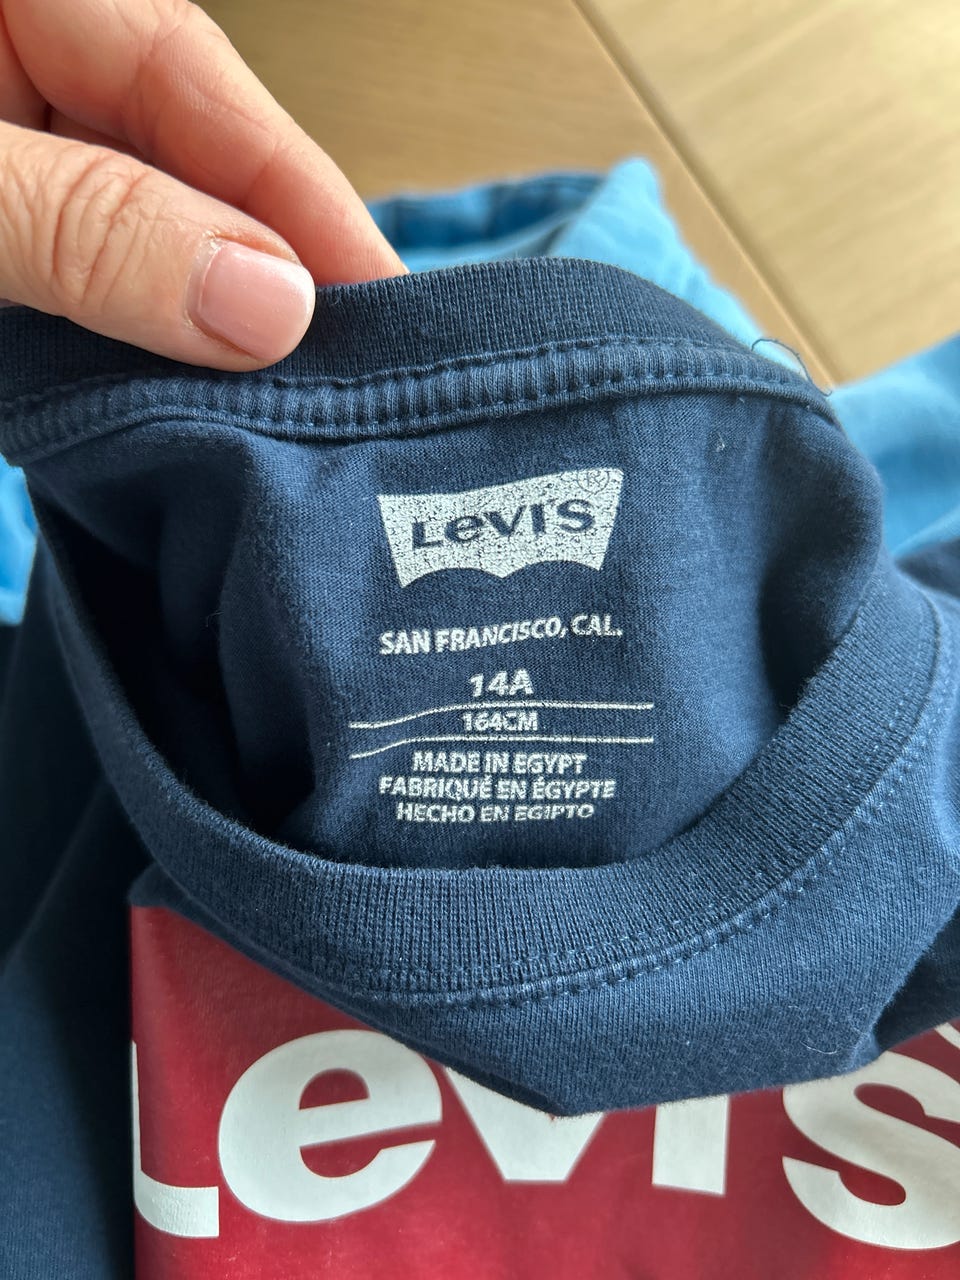 Levi's®
SAN FRANCISCO, CAL.
14A
164CM
MADE IN EGYPT
FABRIQUÉ EN ÉGYPTE
HECHO EN EGIPTO
Levi's